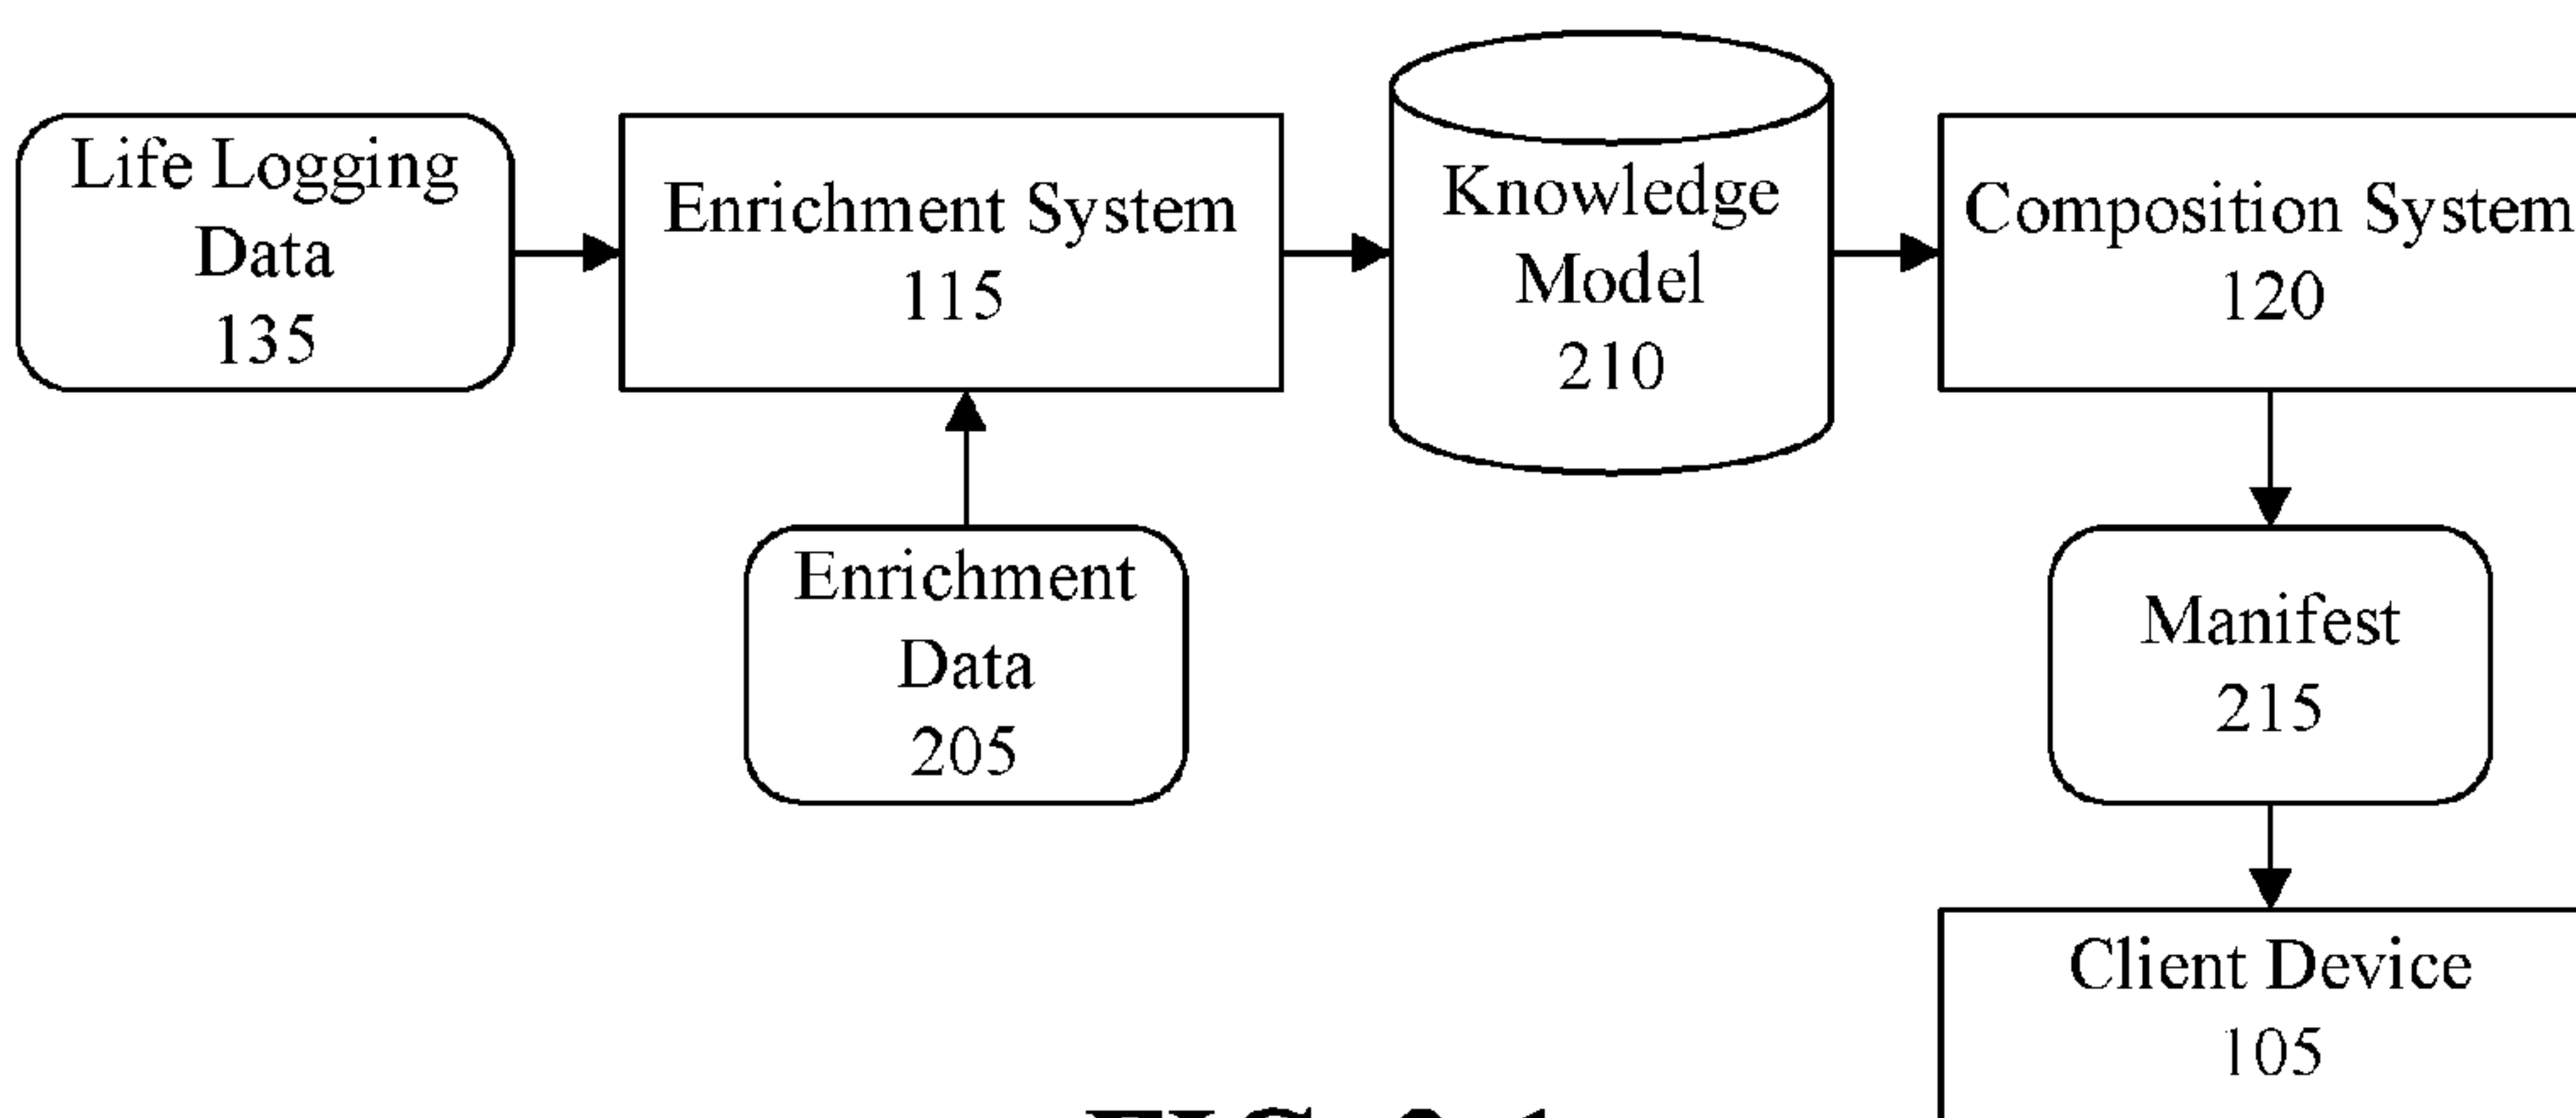 Life Logging
Data
135
Enrichment System
115
Knowledge
Model
210
Composition System
120
Enrichment
Data
205
Manifest
215
Client Device
105